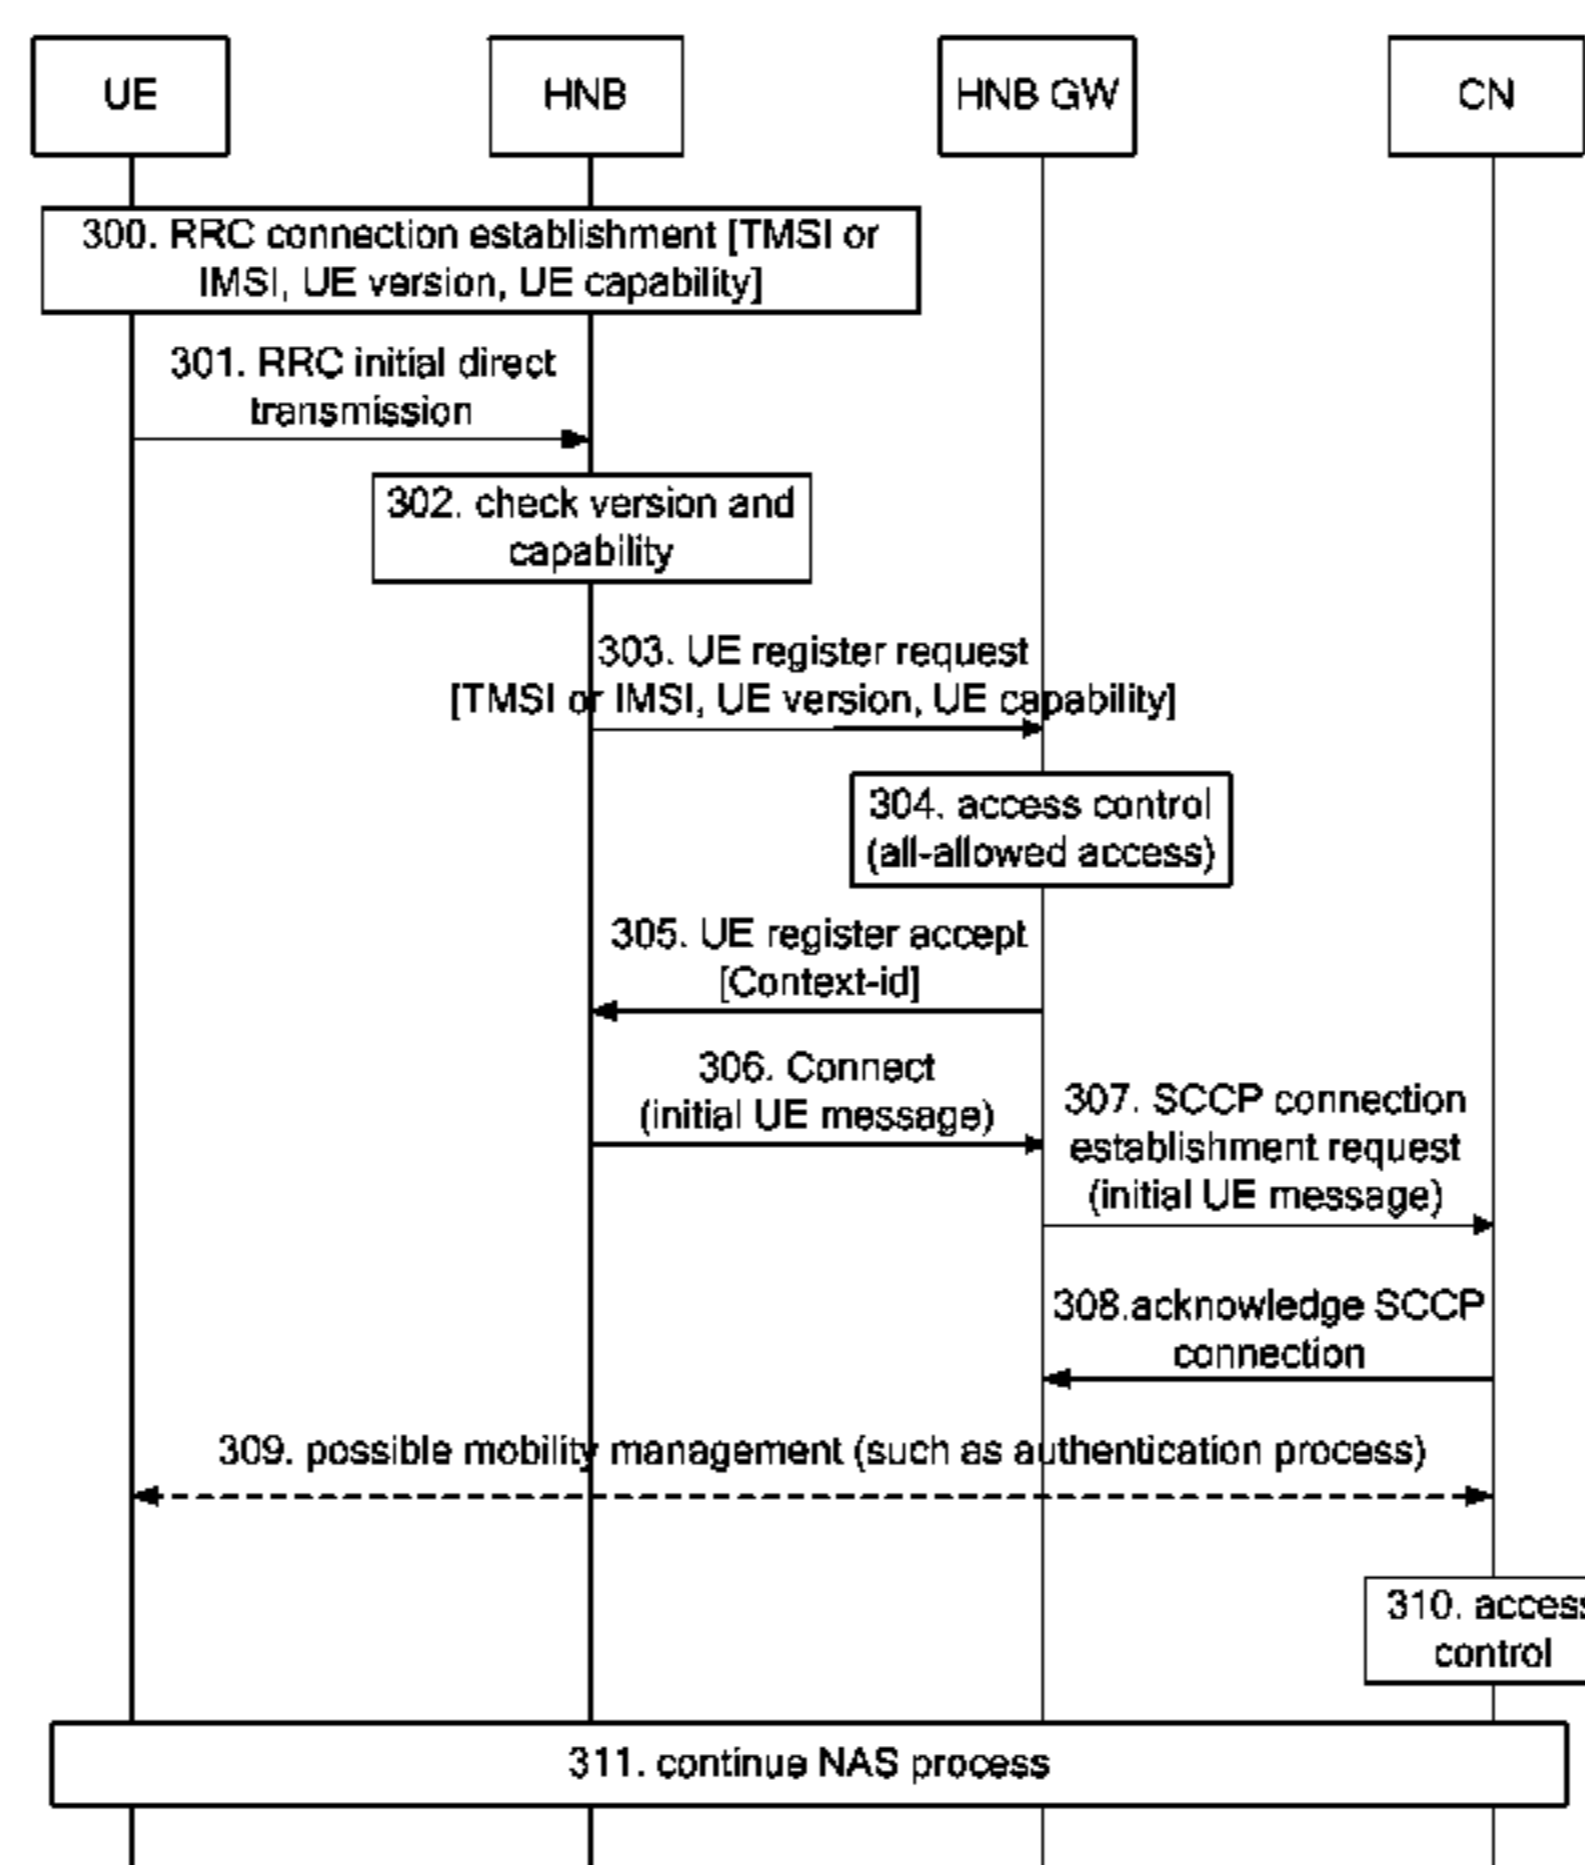 UE
HNB
HNB GW
CN
300. RRC connection establishment [TMSI or
IMSI, UE version, UE capability]
301. RRC initial direct
transmission
302. check version and
capability
303. UE register request
[TMSI or IMSI, UE version, UE capability]
304. access control
(all-allowed access)
305. UE register accept
[Context-id]
306. Connect
(initial UE message)
307. SCCP connection
establishment request
(initial UE message)
308.acknowledge SCCP
connection
309. possible mobility management (such as authentication process)
310. access
control
311. continue NAS process